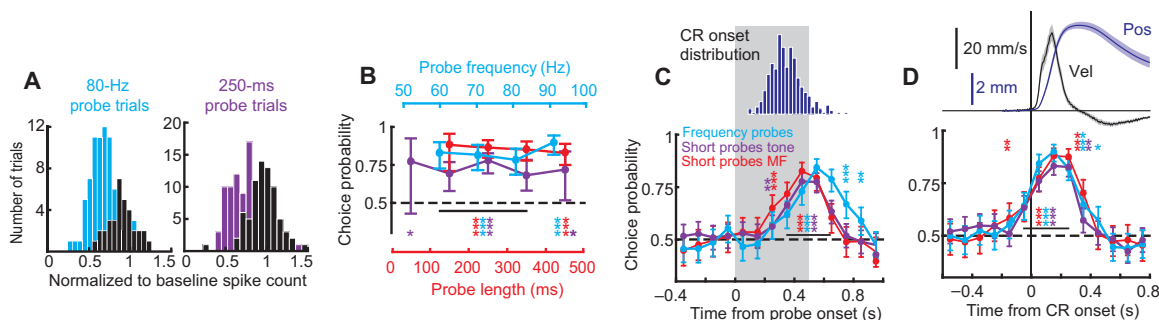 A
80-Hz
probe trials
250-ms
probe trials
Number of trials
12
8
4
0
20
15
10
5
0
0 0.5 1 1.5
0 0.5 1 1.5
Normalized to baseline spike count
B
Probe frequency (Hz)
50 60 70 80 90 100
Choice probability
1
0.75
0.5
*
***
***
***
***
***
*
0 100 200 300 400 500
Probe length (ms)
C
CR onset
distribution
Frequency probes
Short probes tone
Short probes MF
Choice probability
1
0.75
0.5
–0.4 0 0.4 0.8
Time from probe onset (s)
D
20 mm/s
2 mm
Pos
Vel
1
0.75
0.5
–0.4 0 0.4 0.8
Time from CR onset (s)